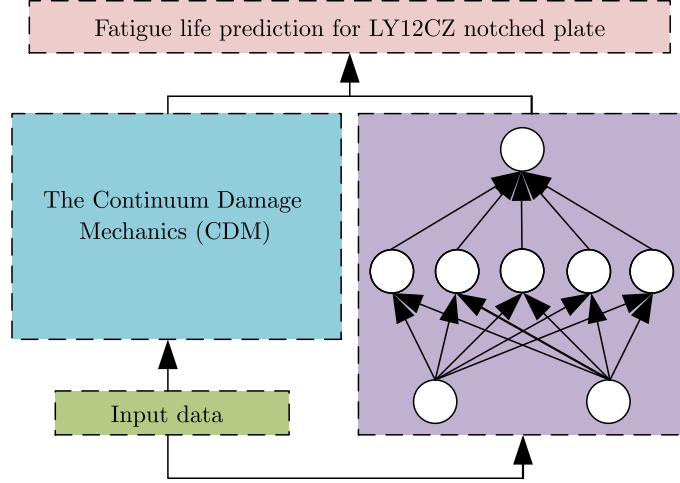 Fatigue life prediction for LY12CZ notched plate
The Continuum Damage
Mechanics (CDM)
Input data